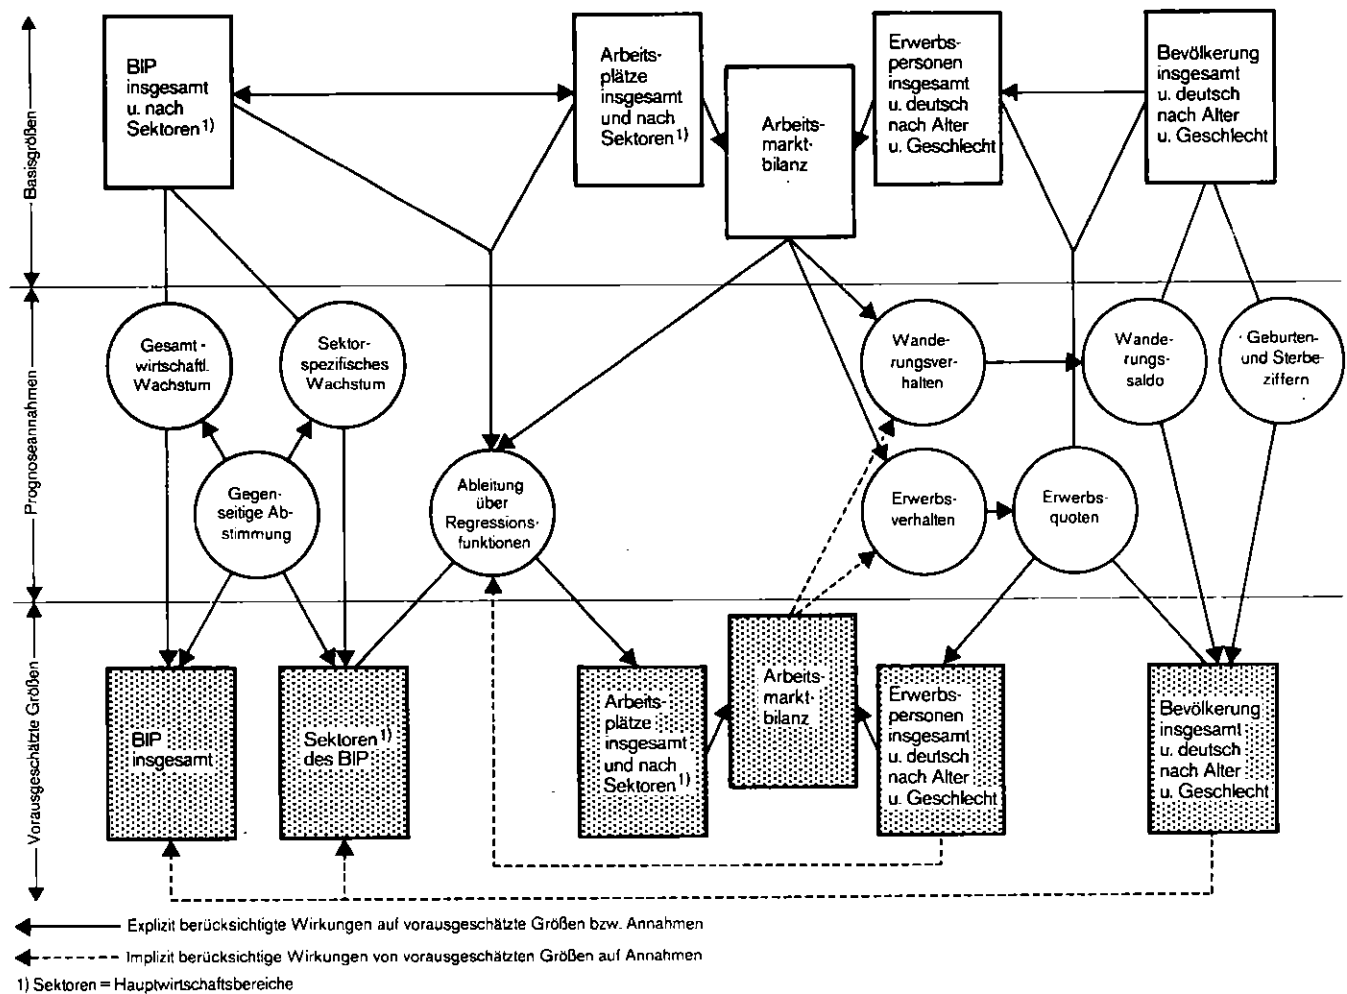 Basisgrößen
BIP
insgesamt
u. nach
Sektoren 1)
Arbeits-
plätze
insgesamt
und nach
Sektoren 1)
Arbeits-
markt-
bilanz
Erwerbs-
personen
insgesamt
u. deutsch
nach Alter
u. Geschlecht
Bevölkerung
insgesamt
u. deutsch
nach Alter
u. Geschlecht
Prognoseannahmen
Gesamt-
wirtschaftl.
Wachstum
Sektor-
spezifisches
Wachstum
Wande-
rungsver-
halten
Wande-
rungs-
saldo
Geburten-
und Sterbe-
ziffern
Gegen-
seitige Ab-
stimmung
Ableitung
über
Regressions-
funktionen
Erwerbs-
verhalten
Erwerbs-
quoten
Vorausgeschätzte Größen
BIP
insgesamt
Sektoren 1)
des BIP
Arbeits-
plätze
insgesamt
und nach
Sektoren 1)
Arbeits-
markt-
bilanz
Erwerbs-
personen
insgesamt
u. deutsch
nach Alter
u. Geschlecht
Bevölkerung
insgesamt
u. deutsch
nach Alter
u. Geschlecht
Explizit berücksichtigte Wirkungen auf vorausgeschätzte Größen bzw. Annahmen
Implizit berücksichtige Wirkungen von vorausgeschätzten Größen auf Annahmen
1) Sektoren = Hauptwirtschaftsbereiche